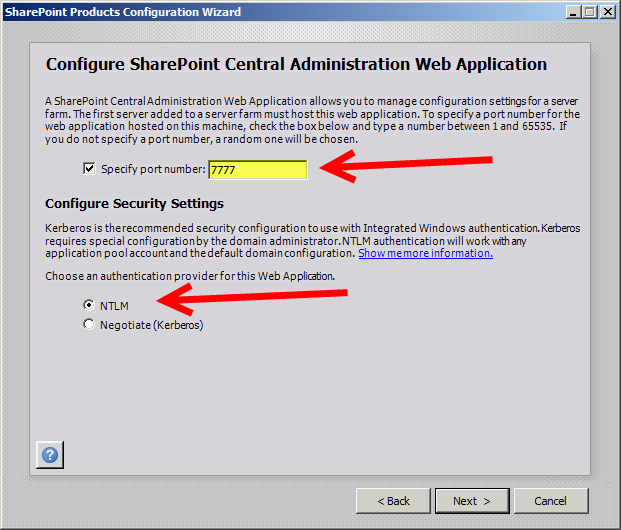 SharePoint Products Configuration Wizard
Configure SharePoint Central Administration Web Application
A SharePoint Central Administration Web Application allows you to manage configuration settings for a server
farm. The first server added to a server farm must host this web application. To specify a port number for the
web application hosted on this machine, check the box below and type a number between 1 and 65535. If
you do not specify a port number, a random one will be chosen.
Specify port number: 7777
Configure Security Settings
Kerberos is the recommended security configuration to use with Integrated Windows authentication. Kerberos
requires special configuration by the domain administrator. NTLM authentication will work with any
application pool account and the default domain configuration. Show me more information.
Choose an authentication provider for this Web Application.
NTLM
Negotiate (Kerberos)
?
< Back Next > Cancel